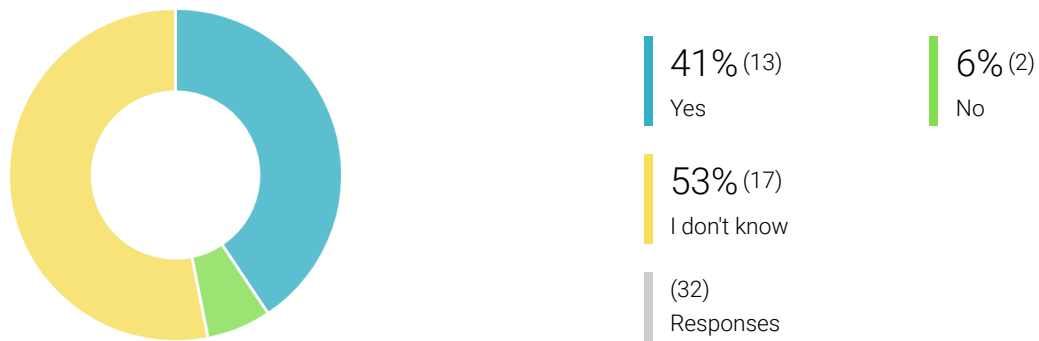 41% (13)
Yes
6% (2)
No
53% (17)
I don't know
(32)
Responses